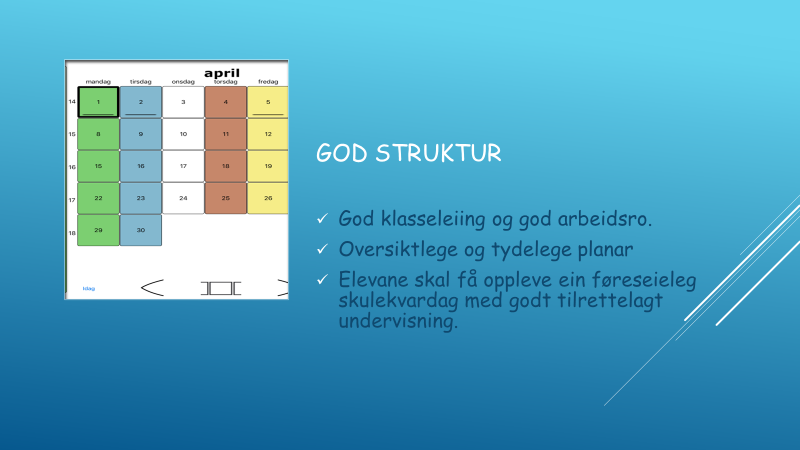 april
mandag tirsdag onsdag torsdag fredag
14 1 2 3 4 5
15 8 9 10 11 12
16 15 16 17 18 19
17 22 23 24 25 26
18 29 30
Idag
GOD STRUKTUR
✓ God klasseleiing og god arbeidsro.
✓ Oversiktlege og tydelege planar
✓ Elevane skal få oppleve ein føreseieleg
skulekvardag med godt tilrettelagt
undervisning.